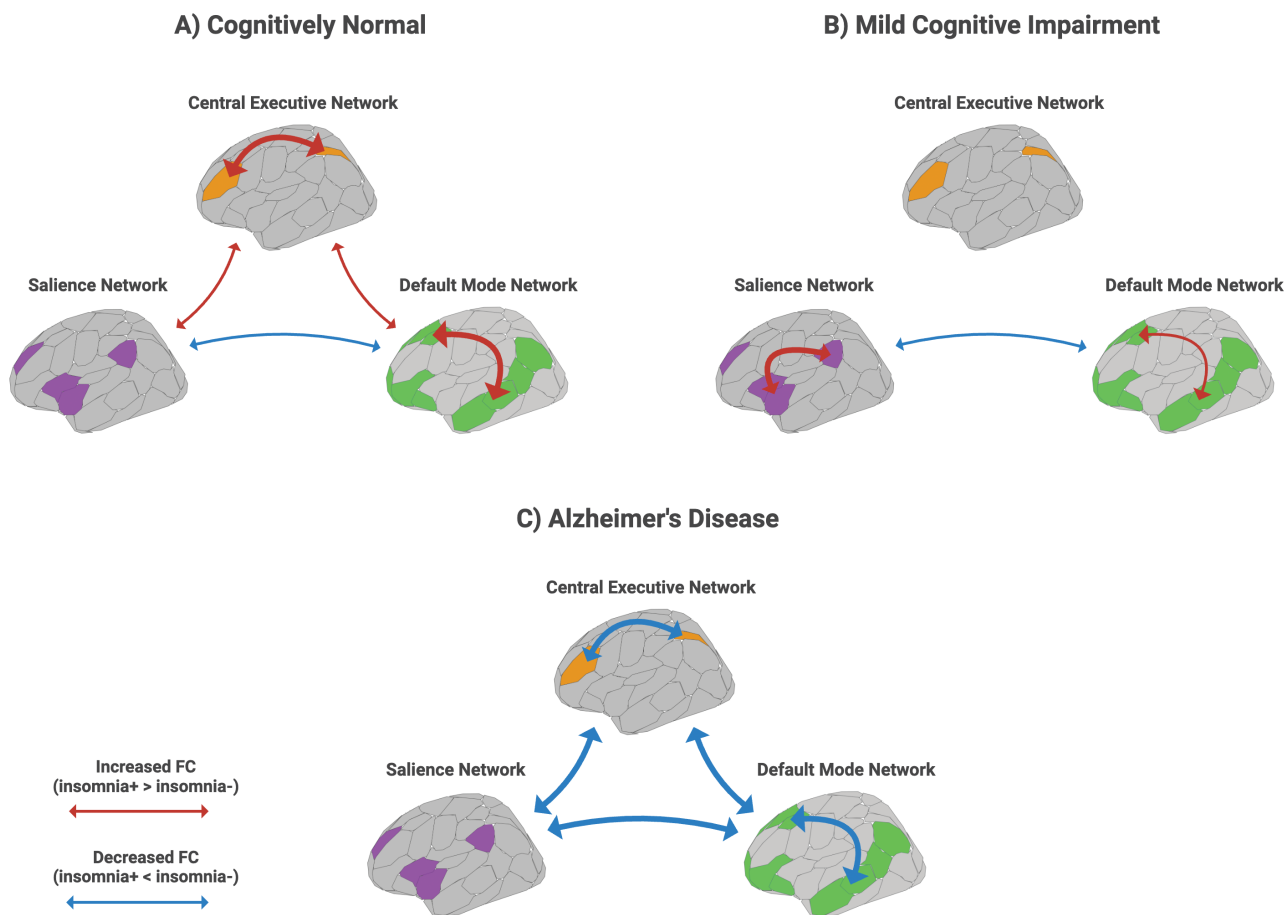 A) Cognitively Normal
Central Executive Network
Salience Network
Default Mode Network
B) Mild Cognitive Impairment
Central Executive Network
Salience Network
Default Mode Network
C) Alzheimer's Disease
Central Executive Network
Salience Network
Default Mode Network
Increased FC
(insomnia+ > insomnia-)
Decreased FC
(insomnia+ < insomnia-)